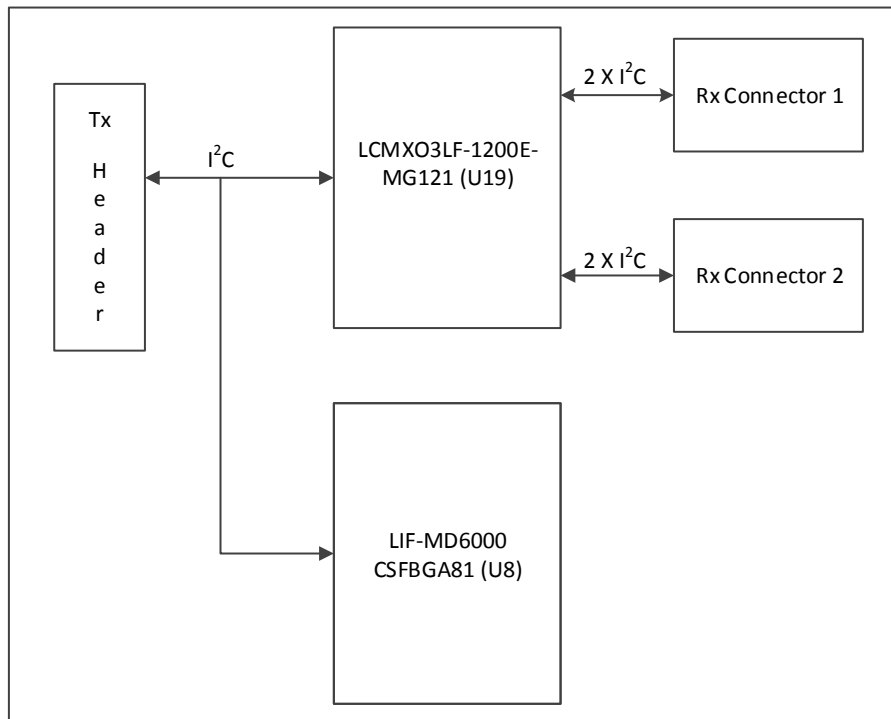 Tx
Header
I²C
LCMXO3LF-1200E-
MG121 (U19)
2 X I²C
Rx Connector 1
2 X I²C
Rx Connector 2
LIF-MD6000
CSFBGA81 (U8)